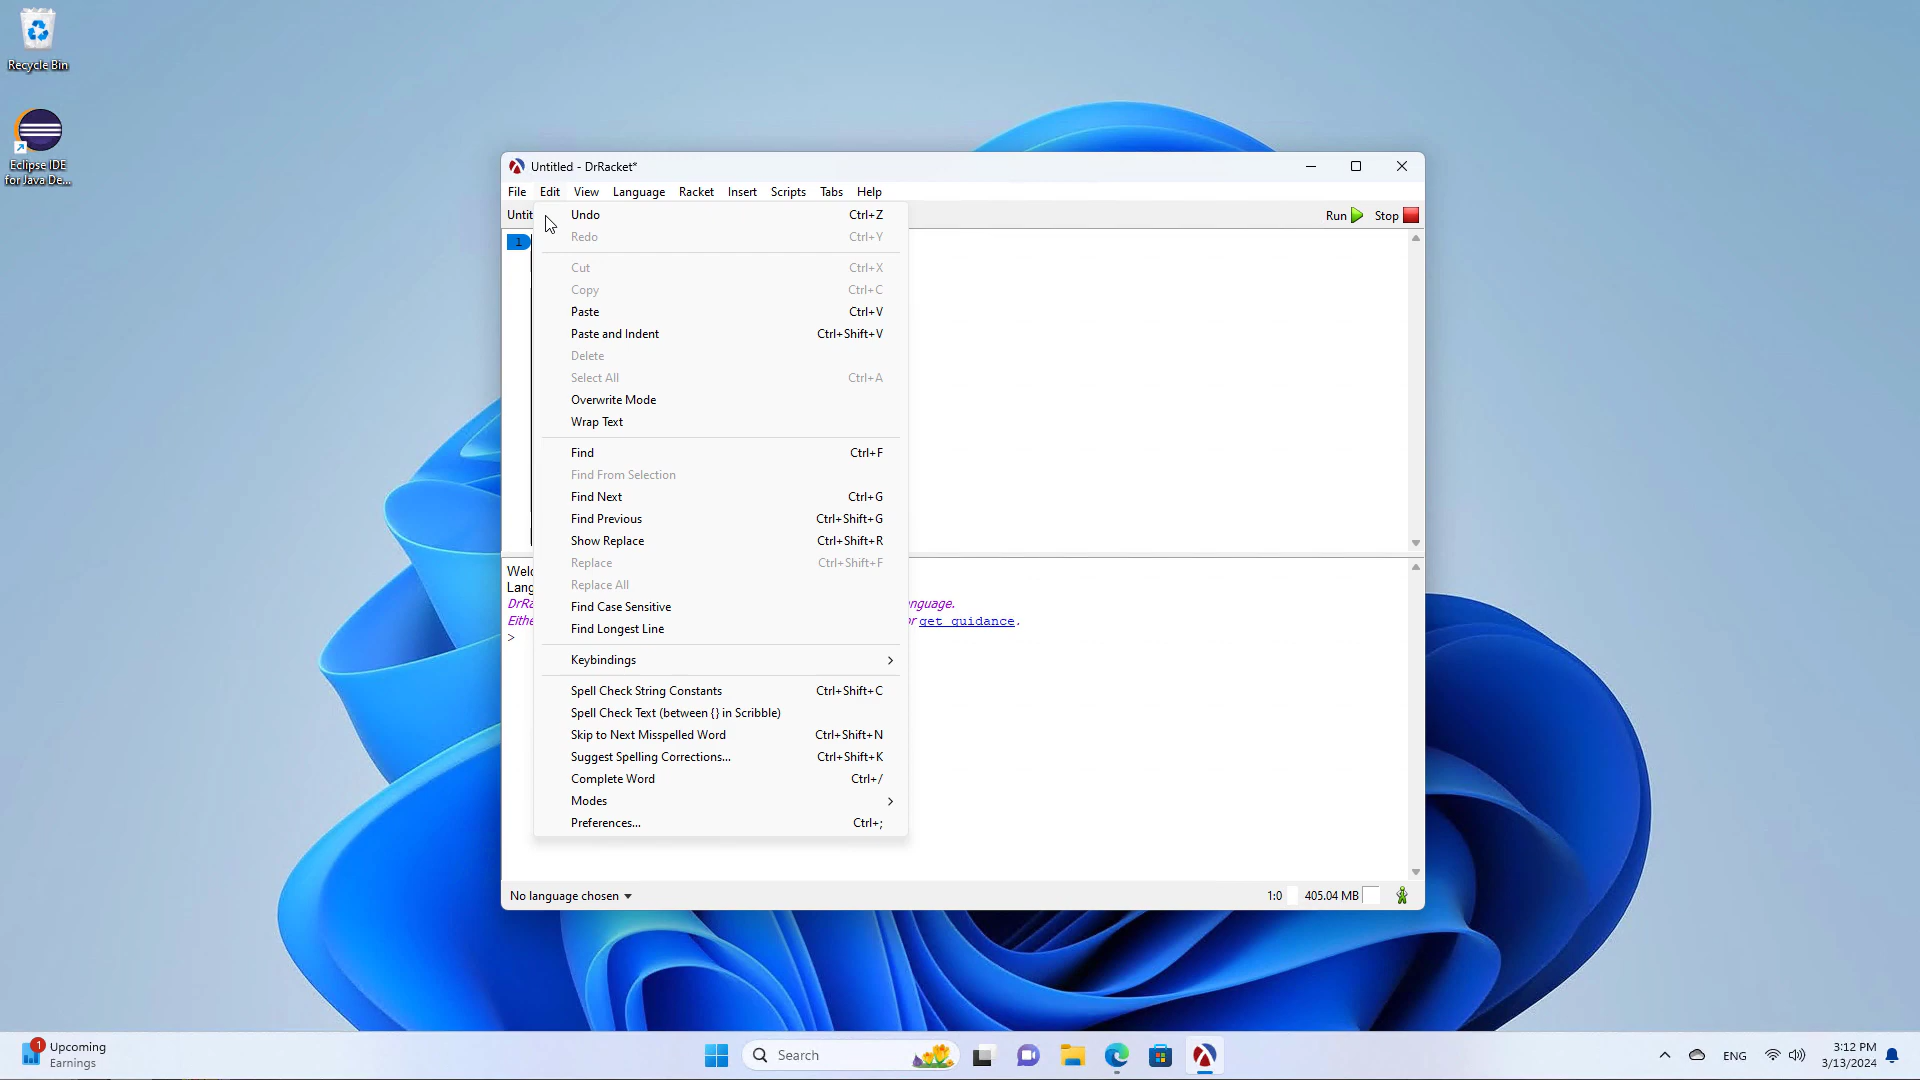 Recycle Bin
Eclipse IDE
for Java De...
Untitled - DrRacket*
File Edit View Language Racket Insert Scripts Tabs Help
Untit
Run Stop
1
Undo Ctrl+Z
Redo Ctrl+Y
Cut Ctrl+X
Copy Ctrl+C
Paste Ctrl+V
Paste and Indent Ctrl+Shift+V
Delete
Select All Ctrl+A
Overwrite Mode
Wrap Text
Find Ctrl+F
Find From Selection
Find Next Ctrl+G
Find Previous Ctrl+Shift+G
Show Replace Ctrl+Shift+R
Replace Ctrl+Shift+F
Replace All
Find Case Sensitive
Find Longest Line
Keybindings
Spell Check String Constants Ctrl+Shift+C
Spell Check Text (between {} in Scribble)
Skip to Next Misspelled Word Ctrl+Shift+N
Suggest Spelling Corrections... Ctrl+Shift+K
Complete Word Ctrl+/
Modes
Preferences... Ctrl+;
Welc
Lang
DrRa nguage.
Eithe or get guidance.
>
No language chosen 1:0 405.04 MB
1 Upcoming
Earnings
Search
ENG
3:12 PM
3/13/2024